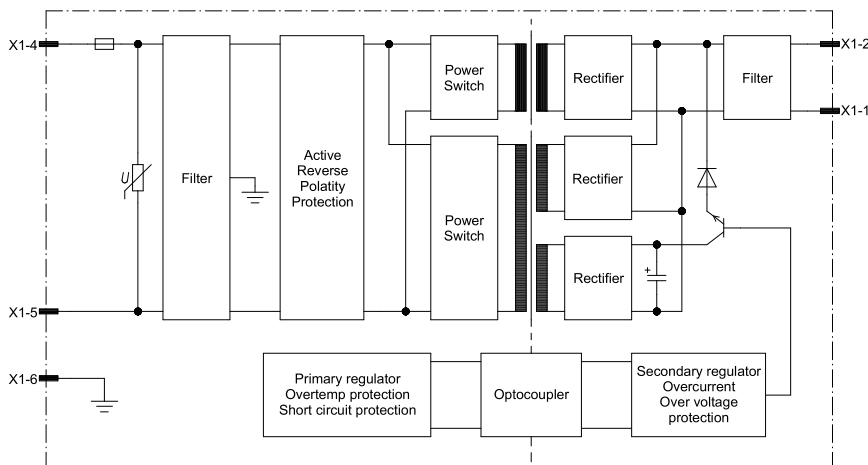 X1-4
X1-5
X1-6
U
Filter
Active
Reverse
Polatity
Protection
Power
Switch
Power
Switch
Rectifier
Rectifier
Rectifier
+
Filter
X1-2
X1-1
Primary regulator
Overtemp protection
Short circuit protection
Optocoupler
Secondary regulator
Overcurrent
Over voltage
protection